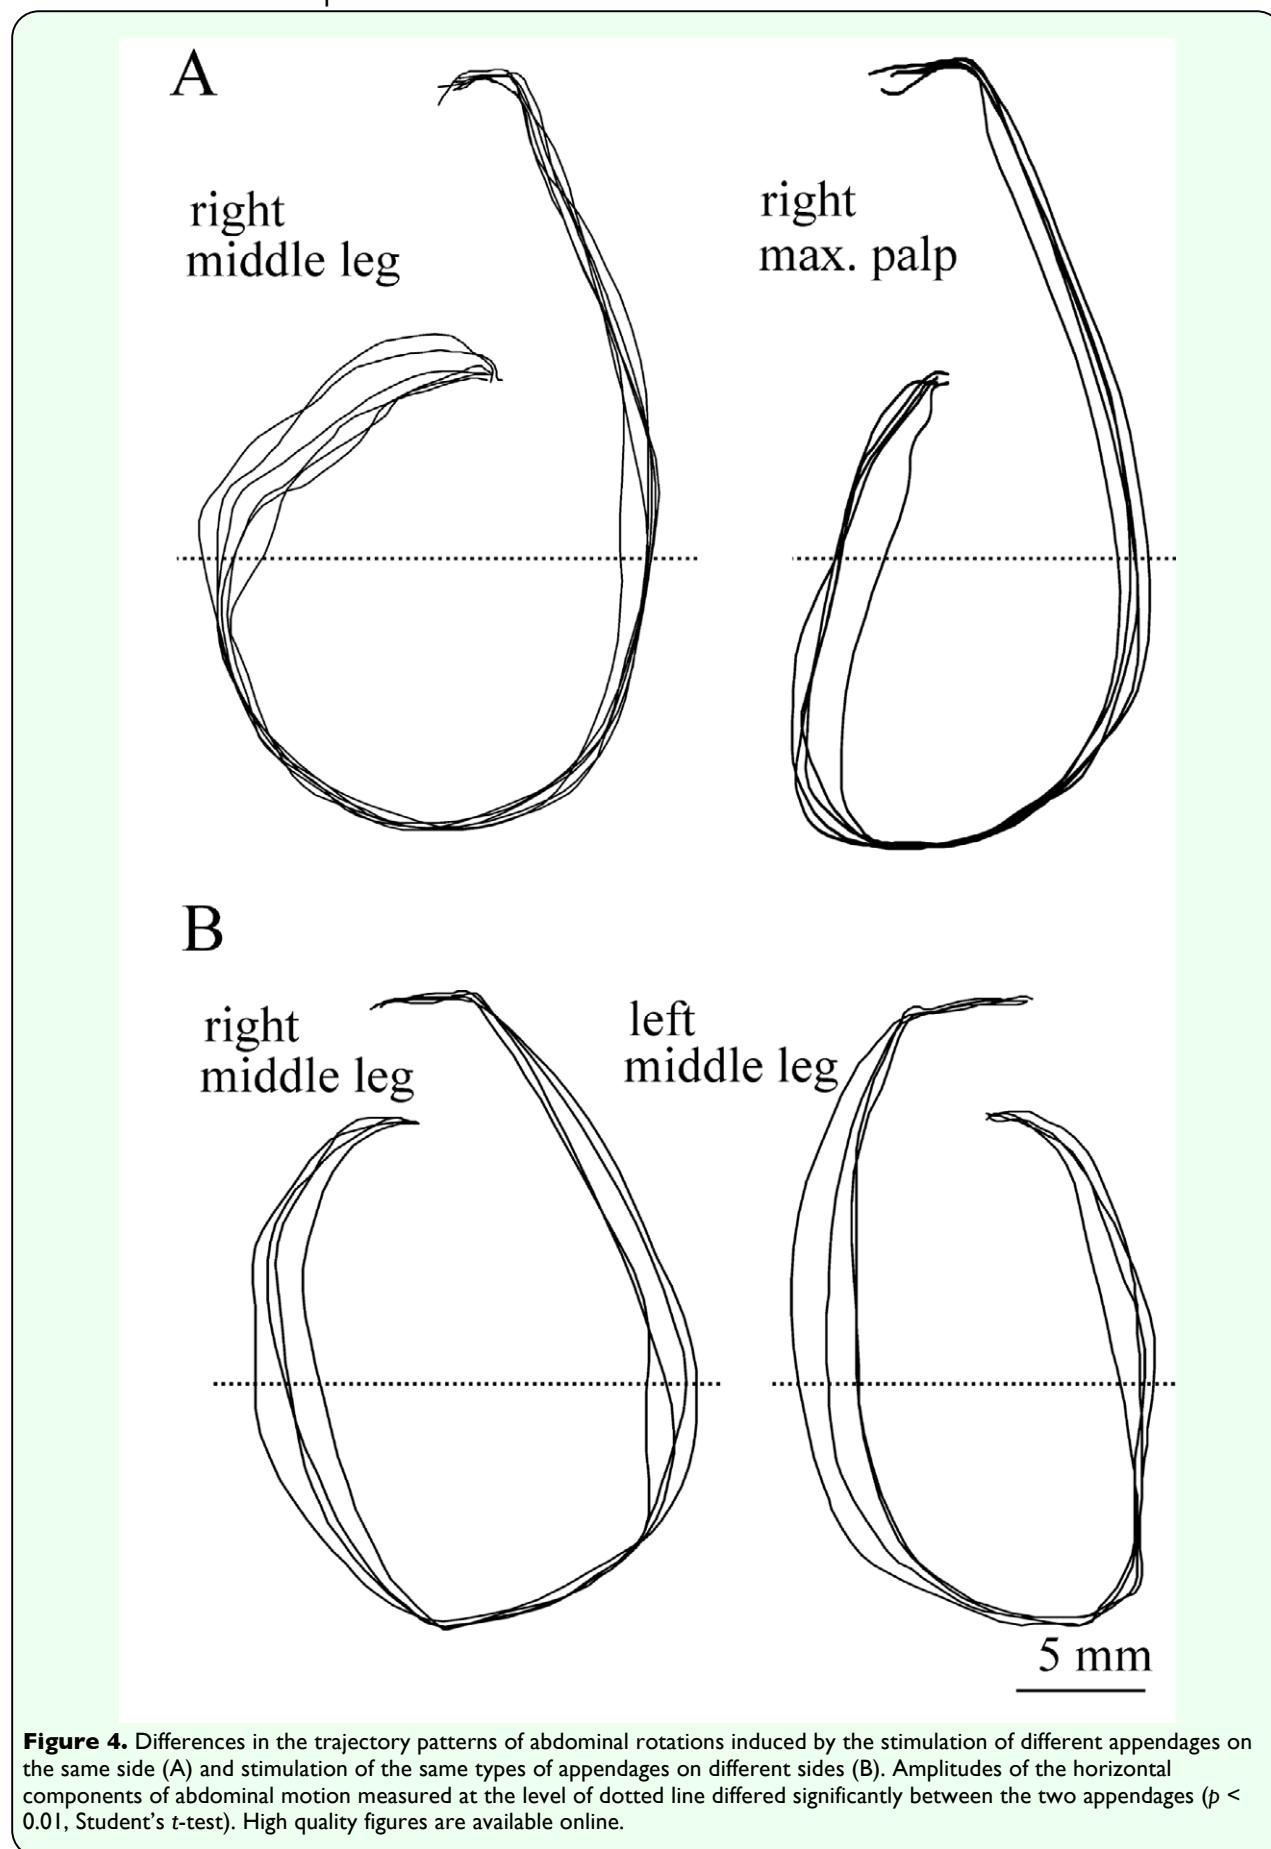 A
right
middle leg
right
max. palp
B
right
middle leg
left
middle leg
5 mm
Figure 4. Differences in the trajectory patterns of abdominal rotations induced by the stimulation of different appendages on
the same side (A) and stimulation of the same types of appendages on different sides (B). Amplitudes of the horizontal
components of abdominal motion measured at the level of dotted line differed significantly between the two appendages (p <
0.01, Student's t-test). High quality figures are available online.